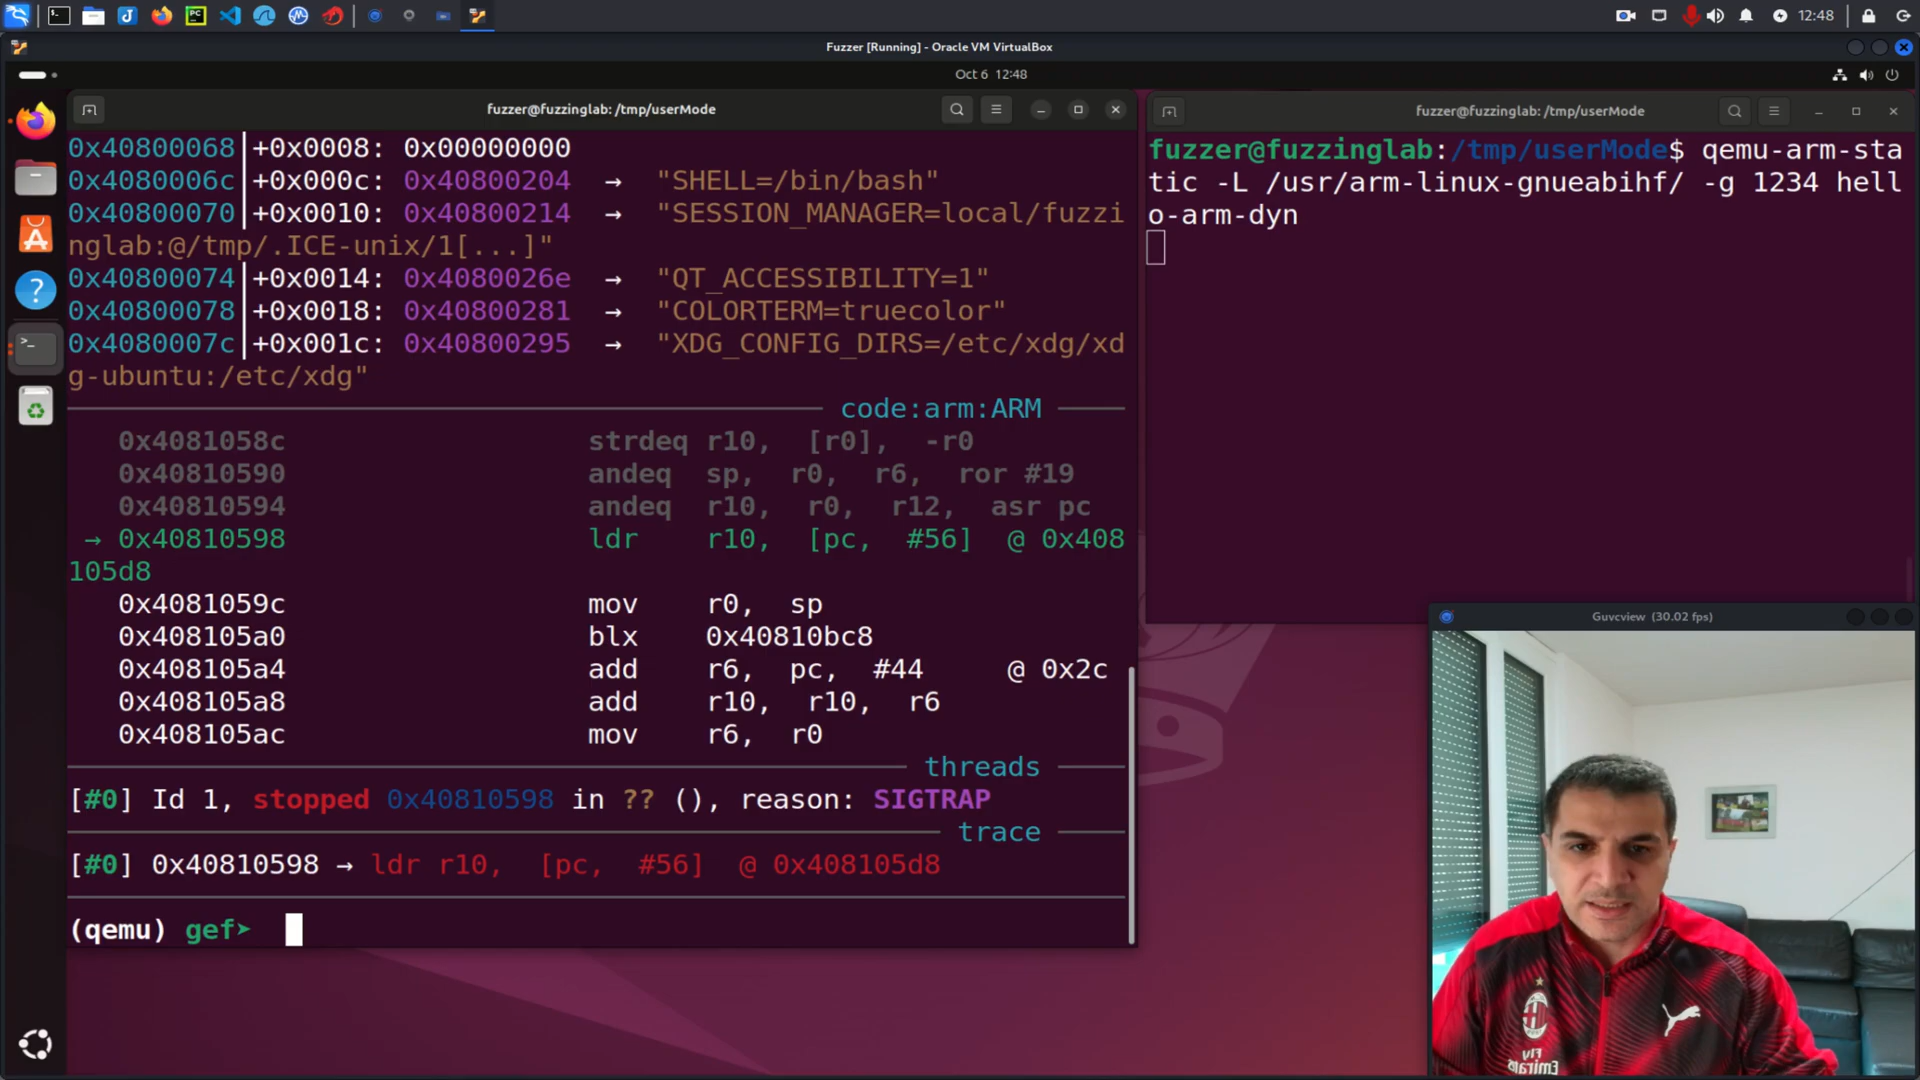 12:48
Fuzzer [Running] - Oracle VM VirtualBox
Oct 6 12:48
fuzzer@fuzzinglab: /tmp/userMode
0x40800068|+0x0008: 0x00000000
0x4080006c|+0x000c: 0x40800204 → "SHELL=/bin/bash"
0x40800070|+0x0010: 0x40800214 → "SESSION_MANAGER=local/fuzzi
nglab:@/tmp/.ICE-unix/1[...]"
0x40800074|+0x0014: 0x4080026e → "QT_ACCESSIBILITY=1"
0x40800078|+0x0018: 0x40800281 → "COLORTERM=truecolor"
0x4080007c|+0x001c: 0x40800295 → "XDG_CONFIG_DIRS=/etc/xdg/xd
g-ubuntu:/etc/xdg"
code:arm:ARM
0x4081058c strdeq r10, [r0], -r0
0x40810590 andeq sp, r0, r6, ror #19
0x40810594 andeq r10, r0, r12, asr pc
→ 0x40810598 ldr r10, [pc, #56] @ 0x408
105d8
0x4081059c mov r0, sp
0x408105a0 blx 0x40810bc8
0x408105a4 add r6, pc, #44 @ 0x2c
0x408105a8 add r10, r10, r6
0x408105ac mov r6, r0
threads
[#0] Id 1, stopped 0x40810598 in ?? (), reason: SIGTRAP
trace
[#0] 0x40810598 → ldr r10, [pc, #56] @ 0x408105d8
(qemu) gef➤
fuzzer@fuzzinglab: /tmp/userMode
fuzzer@fuzzinglab:/tmp/userMode$ qemu-arm-sta
tic -L /usr/arm-linux-gnueabihf/ -g 1234 hell
o-arm-dyn
Guvcview (30.02 fps)
Fly
Emirates